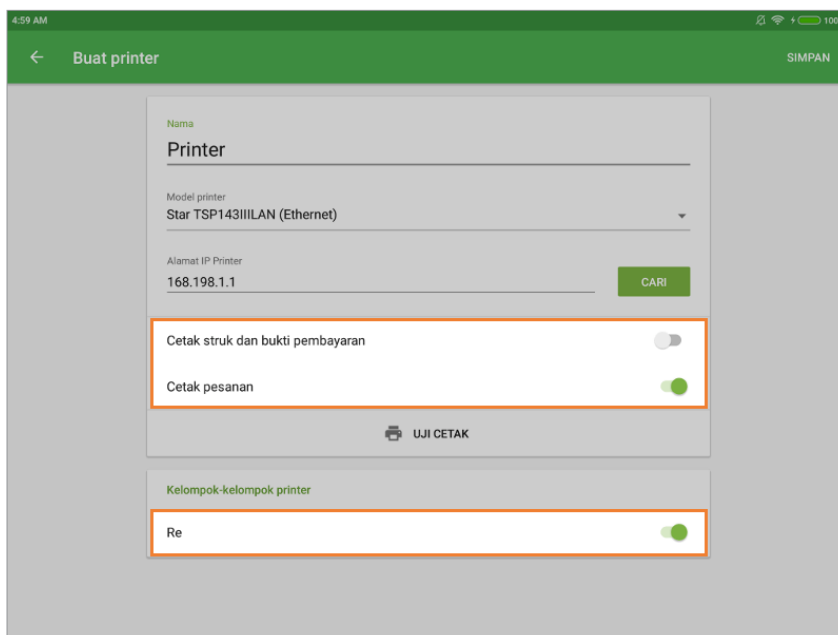 4:59 AM 100
Buat printer SIMPAN
Nama
Printer
Model printer
Star TSP143IIILAN (Ethernet)
Alamat IP Printer
168.198.1.1 CARI
Cetak struk dan bukti pembayaran
Cetak pesanan
UJI CETAK
Kelompok-kelompok printer
Re